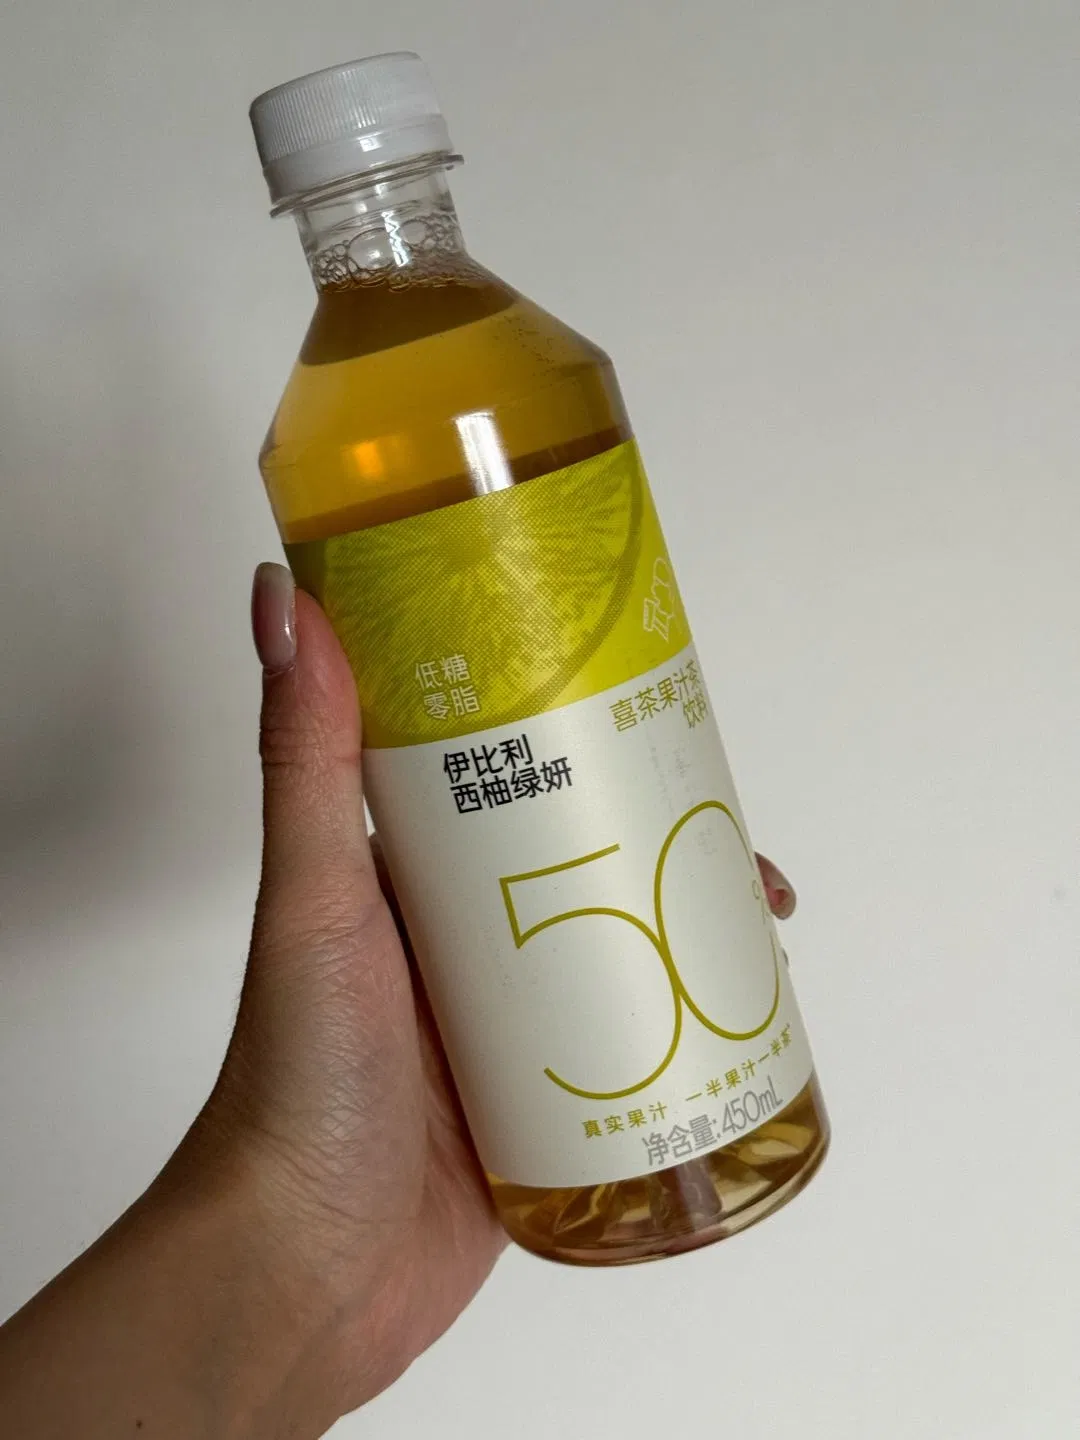 低糖
零脂
喜茶果汁茶
饮料
伊比利
西柚绿妍
50%
真实果汁 一半果汁一半茶
净含量:450mL